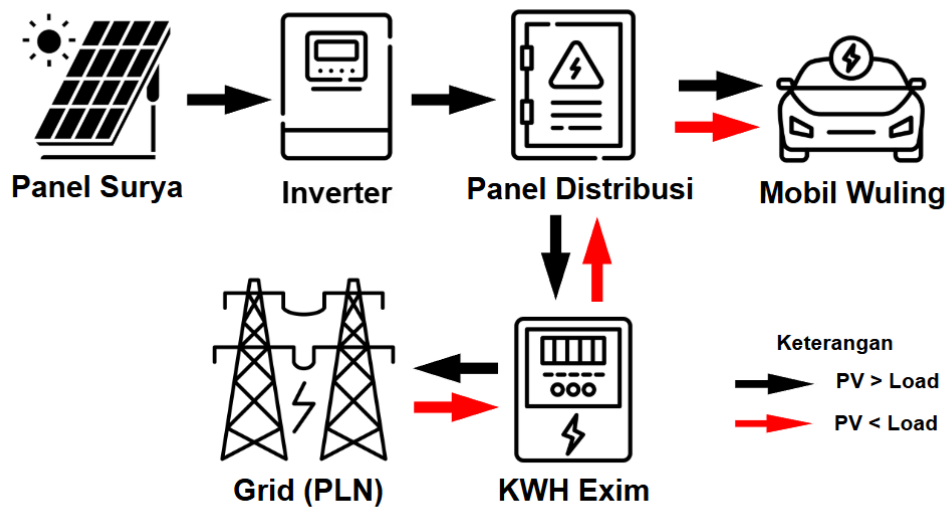 Panel Surya
Inverter
Panel Distribusi
Mobil Wuling
Grid (PLN)
KWH Exim
Keterangan
PV > Load
PV < Load